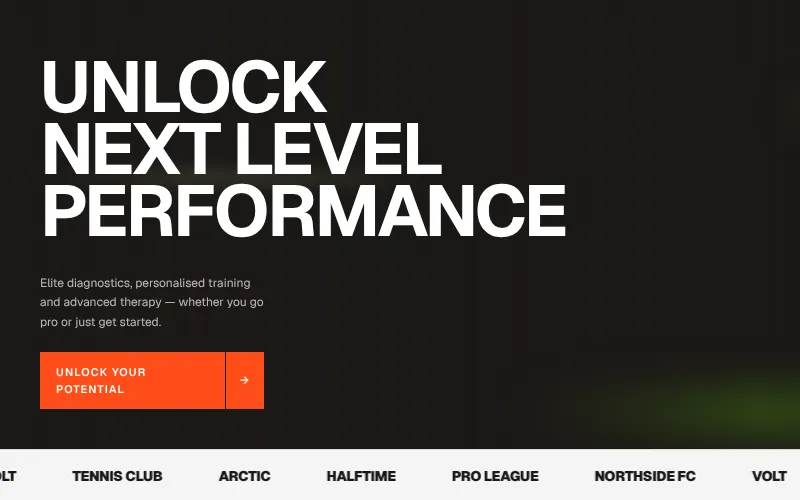 UNLOCK
NEXT LEVEL
PERFORMANCE
Elite diagnostics, personalised training
and advanced therapy — whether you go
pro or just get started.
UNLOCK YOUR
POTENTIAL
→
TENNIS CLUB ARCTIC HALFTIME PRO LEAGUE NORTHSIDE FC VOLT